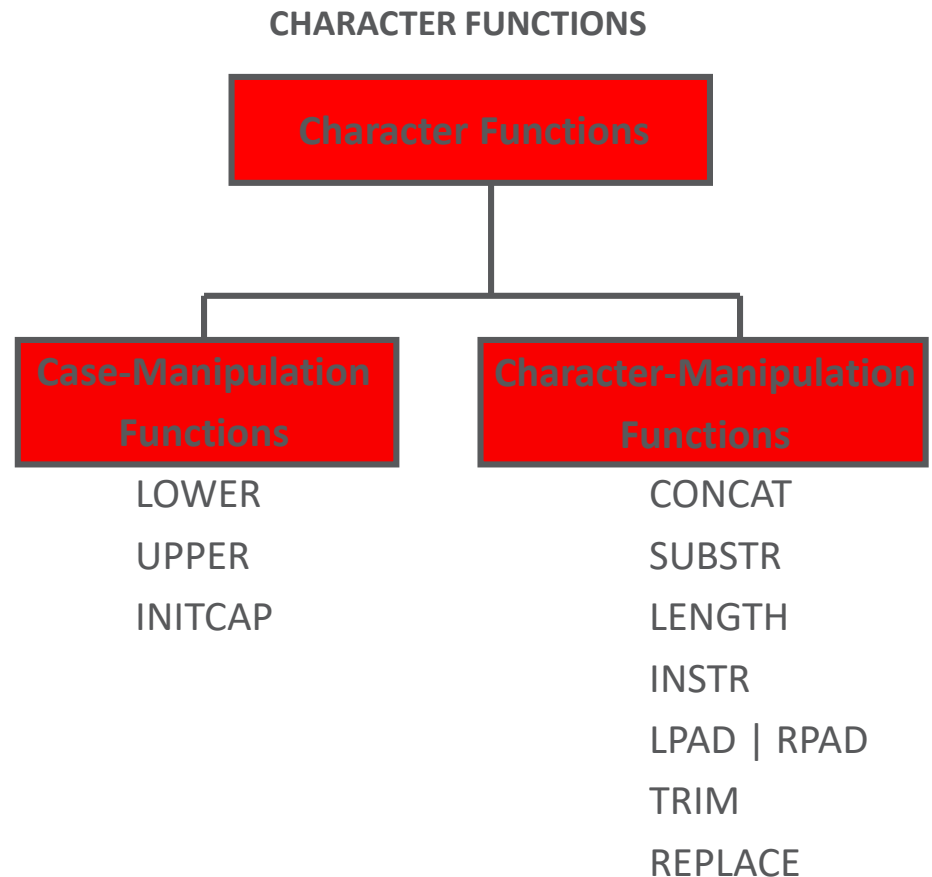 CHARACTER FUNCTIONS
Character Functions
Case-Manipulation
Functions
LOWER
UPPER
INITCAP
Character-Manipulation
Functions
CONCAT
SUBSTR
LENGTH
INSTR
LPAD | RPAD
TRIM
REPLACE